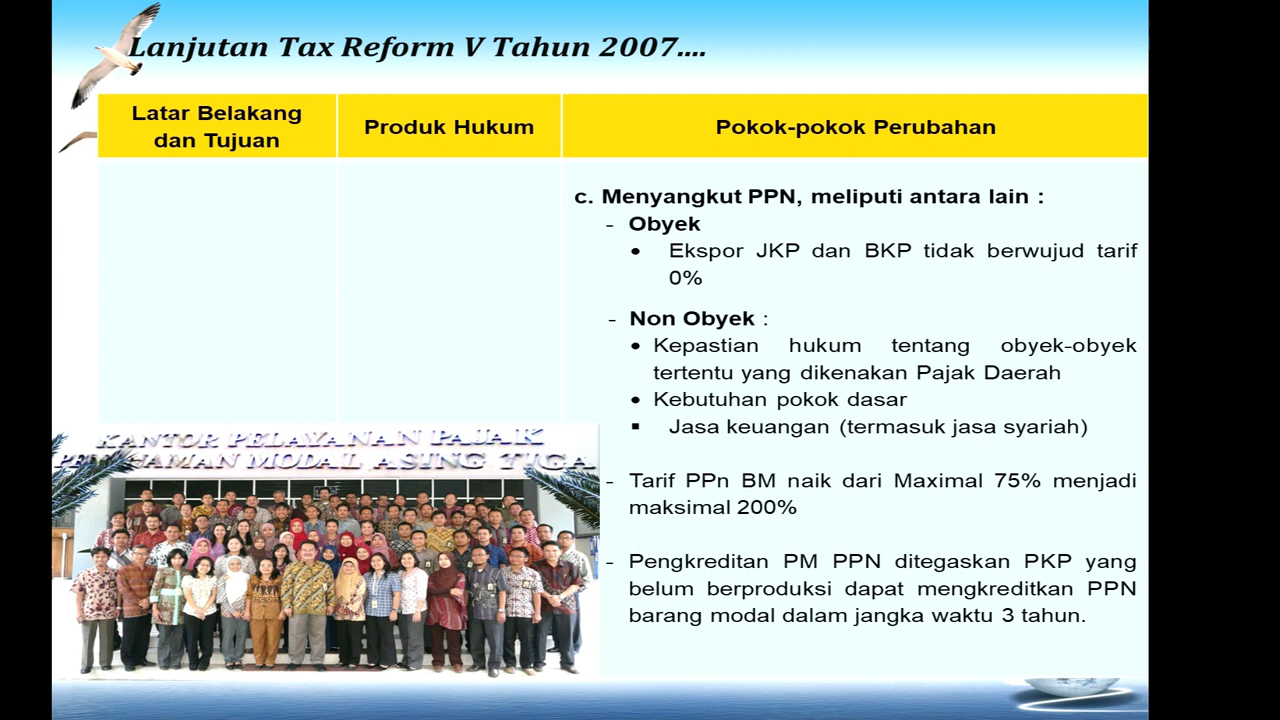 Lanjutan Tax Reform V Tahun 2007....
Latar Belakang
dan Tujuan
Produk Hukum
Pokok-pokok Perubahan
c. Menyangkut PPN, meliputi antara lain :
- Obyek
• Ekspor JKP dan BKP tidak berwujud tarif
0%
- Non Obyek :
• Kepastian hukum tentang obyek-obyek
tertentu yang dikenakan Pajak Daerah
• Kebutuhan pokok dasar
▪ Jasa keuangan (termasuk jasa syariah)
- Tarif PPn BM naik dari Maximal 75% menjadi
maksimal 200%
- Pengkreditan PM PPN ditegaskan PKP yang
belum berproduksi dapat mengkreditkan PPN
barang modal dalam jangka waktu 3 tahun.
KANTOR PELAYANAN PAJAK
MODAL ASING TIGA